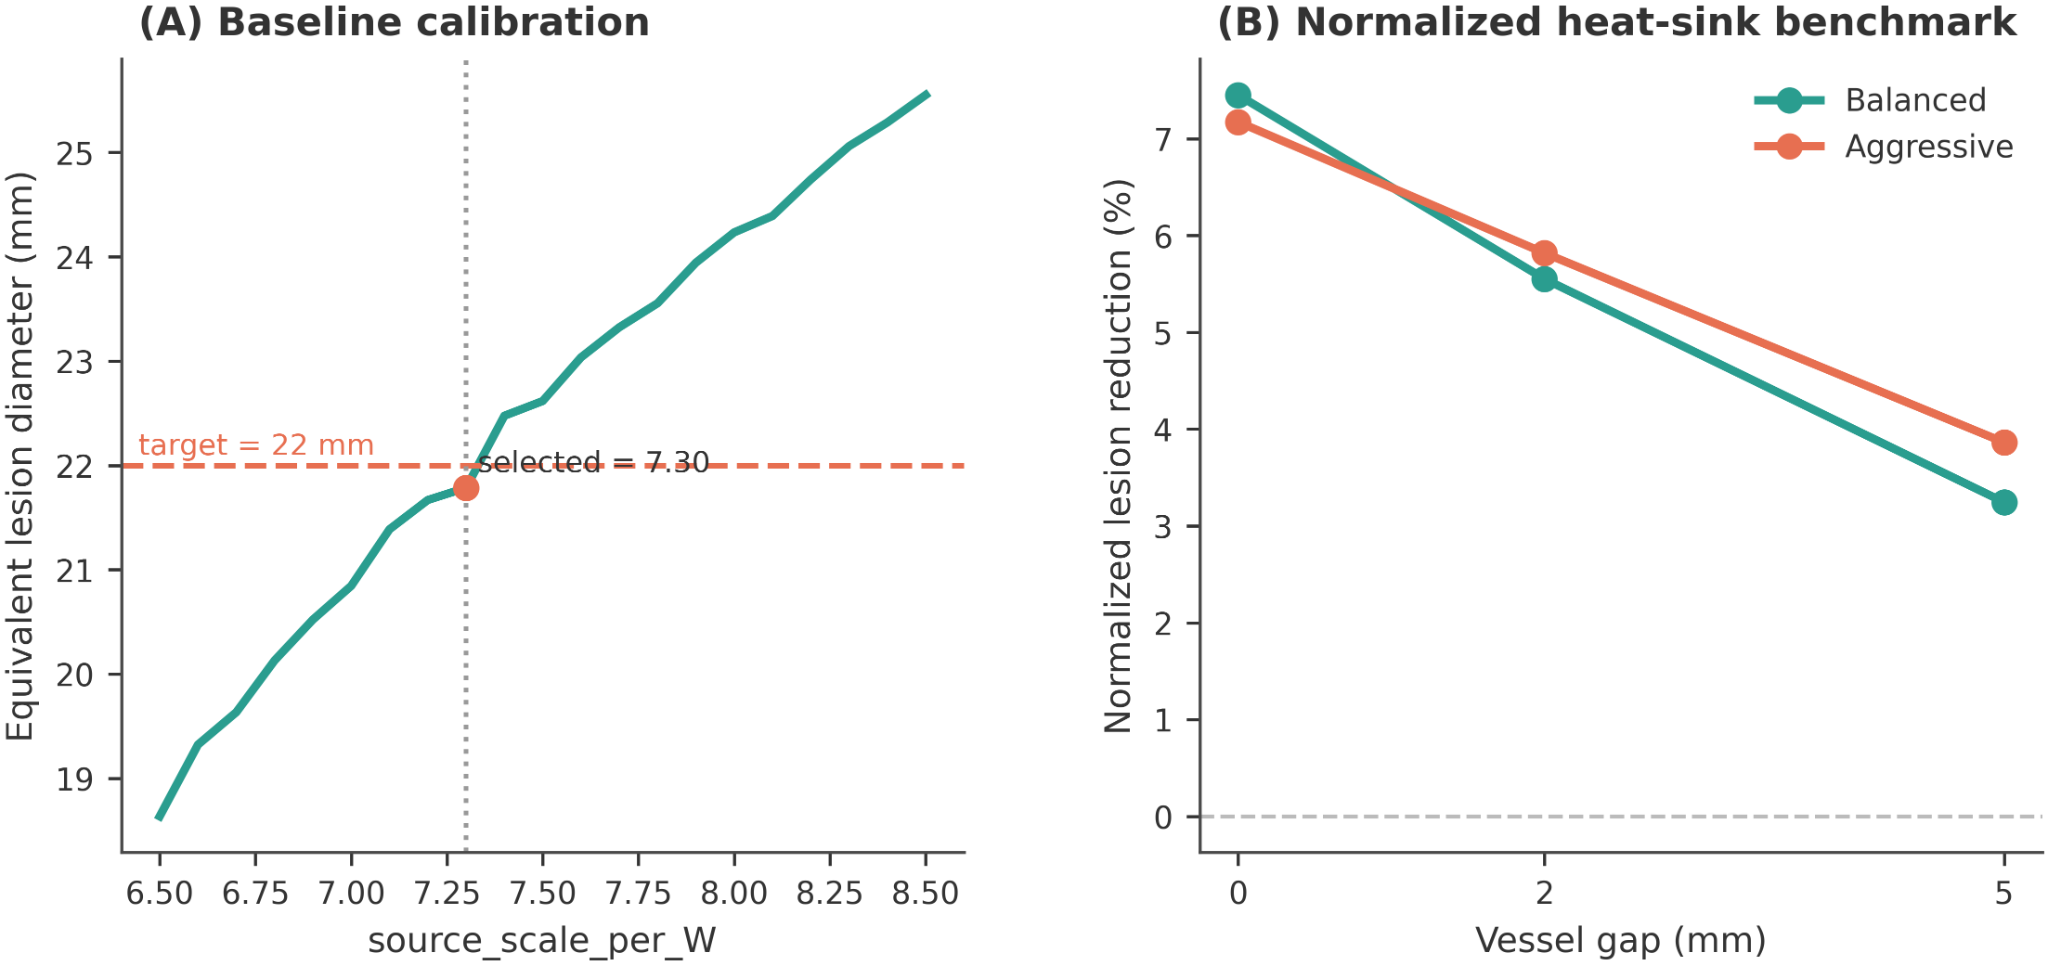 (A) Baseline calibration
Equivalent lesion diameter (mm)
25
24
23
22
21
20
19
target = 22 mm
selected = 7.30
6.50 6.75 7.00 7.25 7.50 7.75 8.00 8.25 8.50
source_scale_per_W
(B) Normalized heat-sink benchmark
Normalized lesion reduction (%)
7
6
5
4
3
2
1
0
Balanced
Aggressive
0 2 5
Vessel gap (mm)